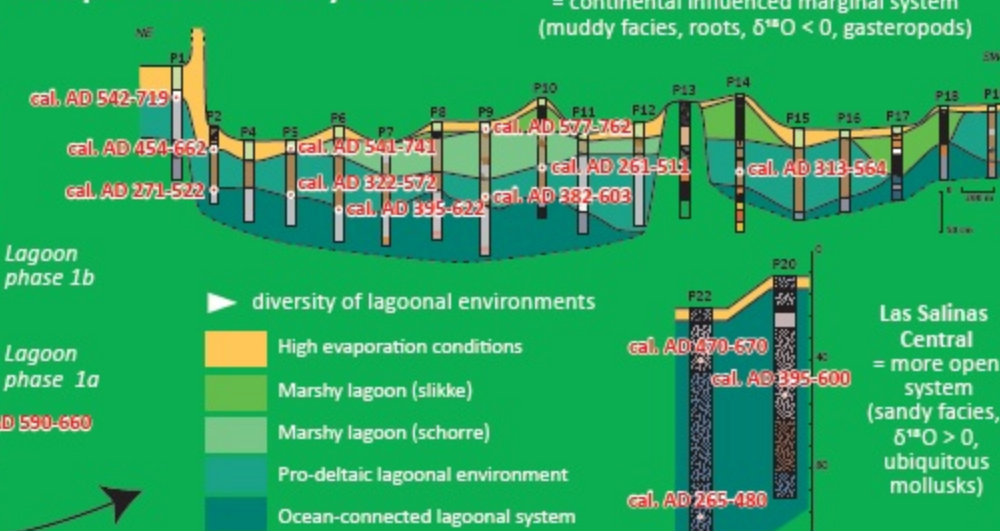 = continental influenced marginal system
(muddy facies, roots, δ¹⁸O < 0, gasteropods)
NE
SW
P1
P2
P4
P5
P6
P7
P8
P9
P10
P11
P12
P13
P14
P15
P16
P17
P18
cal. AD 542-719
cal. AD 454-662
cal. AD 271-522
cal. AD 541-741
cal. AD 322-572
cal. AD 395-622
cal. AD 577-762
cal. AD 261-511
cal. AD 382-603
cal. AD 313-564
Lagoon
phase 1b
Lagoon
phase 1a
AD 590-660
diversity of lagoonal environments
High evaporation conditions
Marshy lagoon (slikke)
Marshy lagoon (schorre)
Pro-deltaic lagoonal environment
Ocean-connected lagoonal system
P22
P20
0
40
80
cal. AD 470-670
cal. AD 395-600
cal. AD 265-480
Las Salinas
Central
= more open
system
(sandy facies,
δ¹⁸O > 0,
ubiquitous
mollusks)